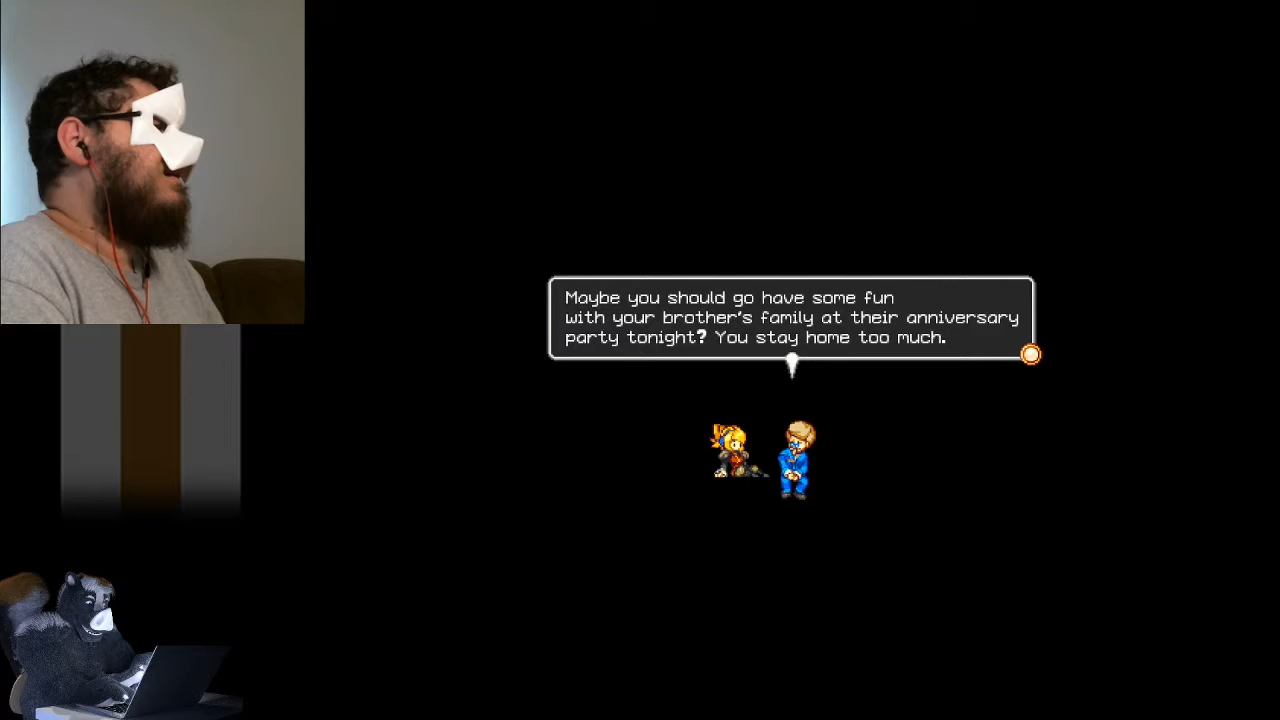 Maybe you should go have some fun
with your brother's family at their anniversary
party tonight? You stay home too much.